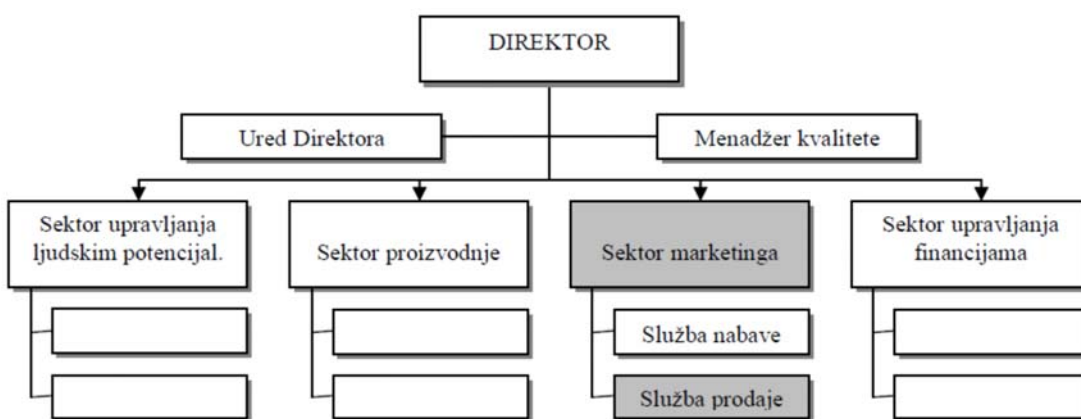 DIREKTOR
Ured Direktora
Menadžer kvalitete
Sektor upravljanja
ljudskim potencijal.
Sektor proizvodnje
Sektor marketinga
Sektor upravljanja
financijama
Služba nabave
Služba prodaje